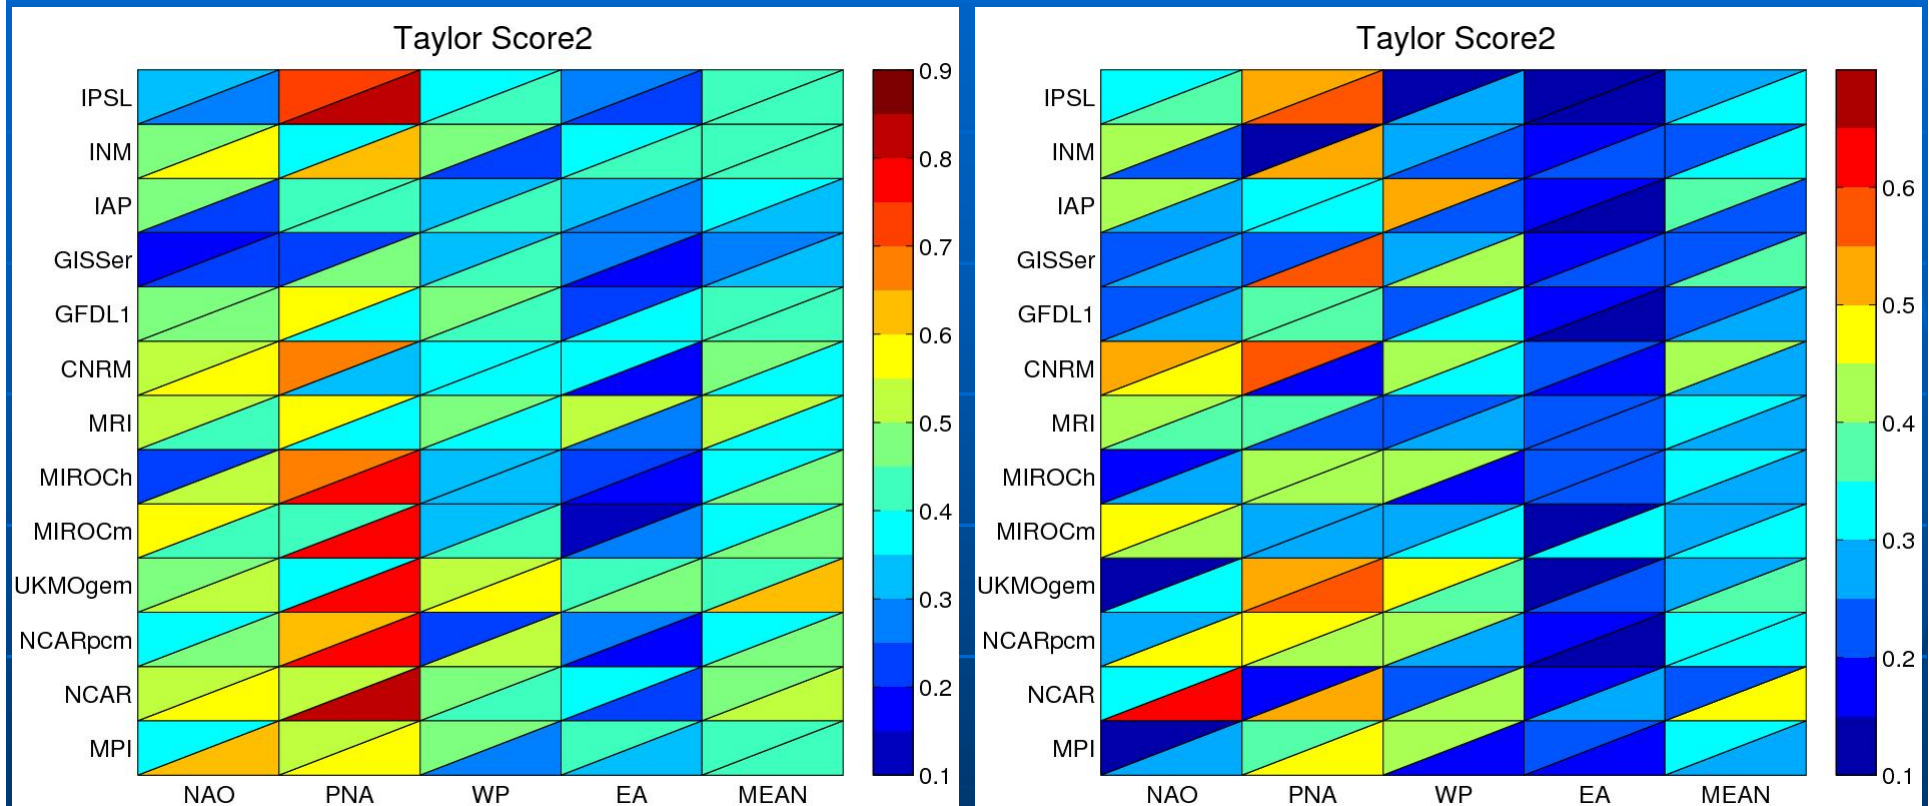 Taylor Score2
IPSL
INM
IAP
GISSer
GFDL1
CNRM
MRI
MIROCh
MIROCm
UKMOgem
NCARpcm
NCAR
MPI
NAO PNA WP EA MEAN
0.9
0.8
0.7
0.6
0.5
0.4
0.3
0.2
0.1
Taylor Score2
IPSL
INM
IAP
GISSer
GFDL1
CNRM
MRI
MIROCh
MIROCm
UKMOgem
NCARpcm
NCAR
MPI
NAO PNA WP EA MEAN
0.6
0.5
0.4
0.3
0.2
0.1